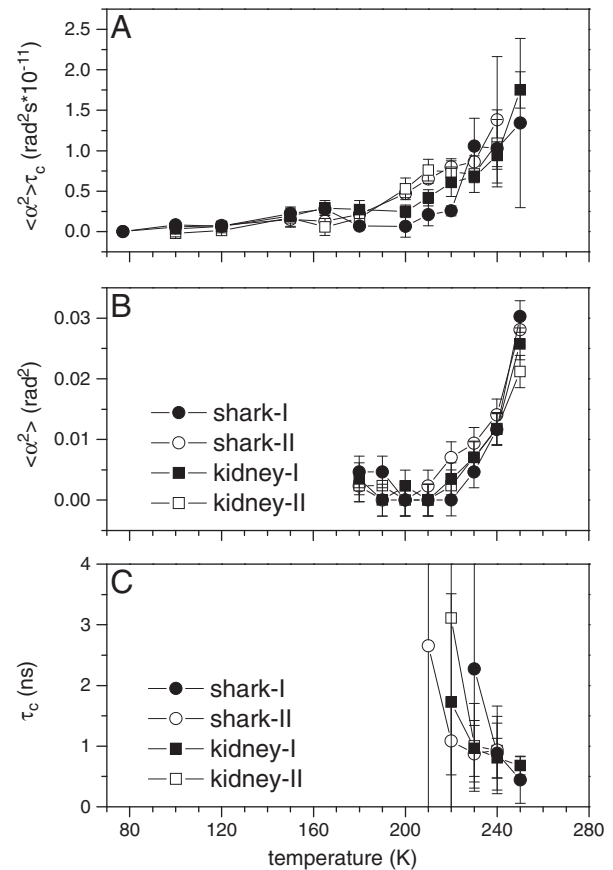 A
<α²>τc (rad²s*10⁻¹¹)
2.5
2.0
1.5
1.0
0.5
0.0
B
<α²> (rad²)
0.03
0.02
0.01
0.00
shark-I
shark-II
kidney-I
kidney-II
C
τc (ns)
4
3
2
1
0
shark-I
shark-II
kidney-I
kidney-II
80 120 160 200 240 280
temperature (K)